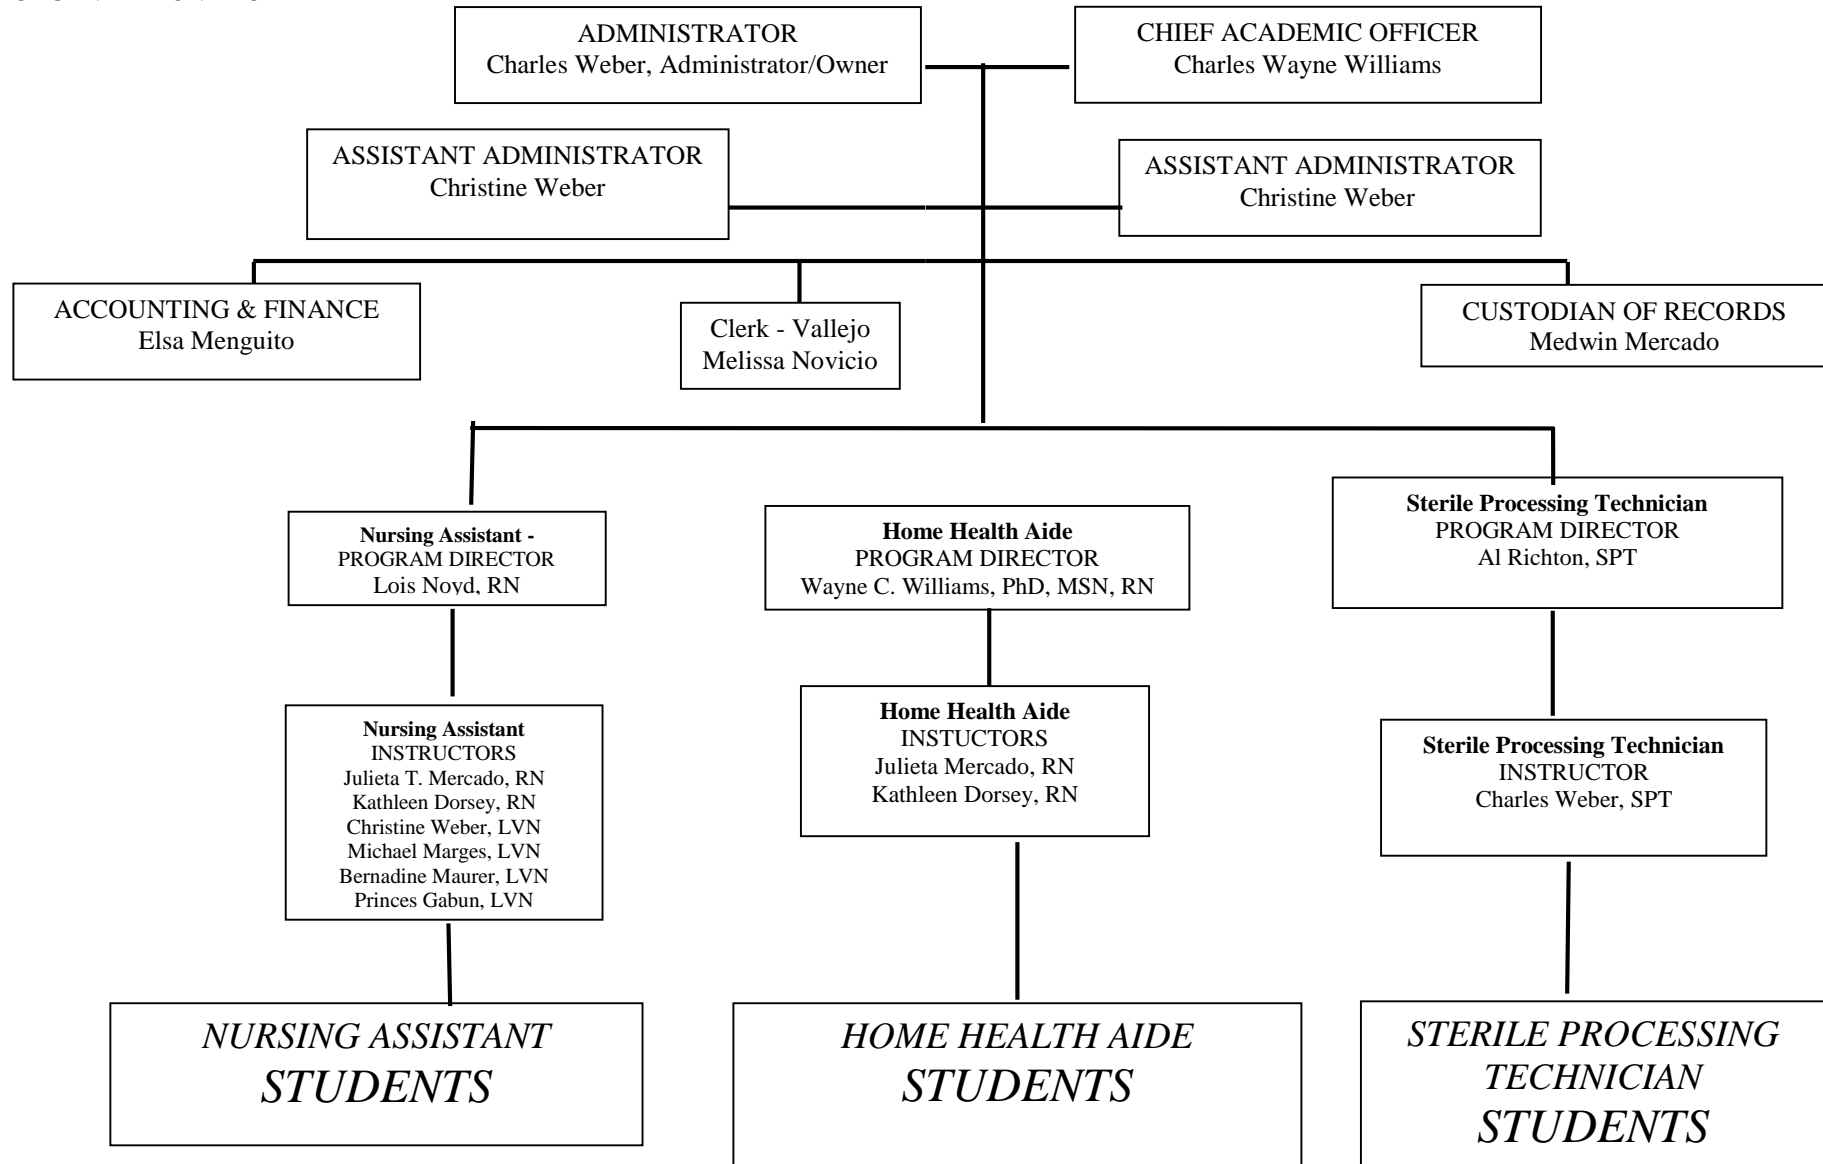 ADMINISTRATOR
Charles Weber, Administrator/Owner
CHIEF ACADEMIC OFFICER
Charles Wayne Williams
ASSISTANT ADMINISTRATOR
Christine Weber
ASSISTANT ADMINISTRATOR
Christine Weber
ACCOUNTING & FINANCE
Elsa Menguito
Clerk - Vallejo
Melissa Novicio
CUSTODIAN OF RECORDS
Medwin Mercado
Nursing Assistant -
PROGRAM DIRECTOR
Lois Noyd, RN
Home Health Aide
PROGRAM DIRECTOR
Wayne C. Williams, PhD, MSN, RN
Sterile Processing Technician
PROGRAM DIRECTOR
Al Richton, SPT
Nursing Assistant
INSTRUCTORS
Julieta T. Mercado, RN
Kathleen Dorsey, RN
Christine Weber, LVN
Michael Marges, LVN
Bernadine Maurer, LVN
Princes Gabun, LVN
Home Health Aide
INSTUCTORS
Julieta Mercado, RN
Kathleen Dorsey, RN
Sterile Processing Technician
INSTRUCTOR
Charles Weber, SPT
NURSING ASSISTANT
STUDENTS
HOME HEALTH AIDE
STUDENTS
STERILE PROCESSING
TECHNICIAN
STUDENTS